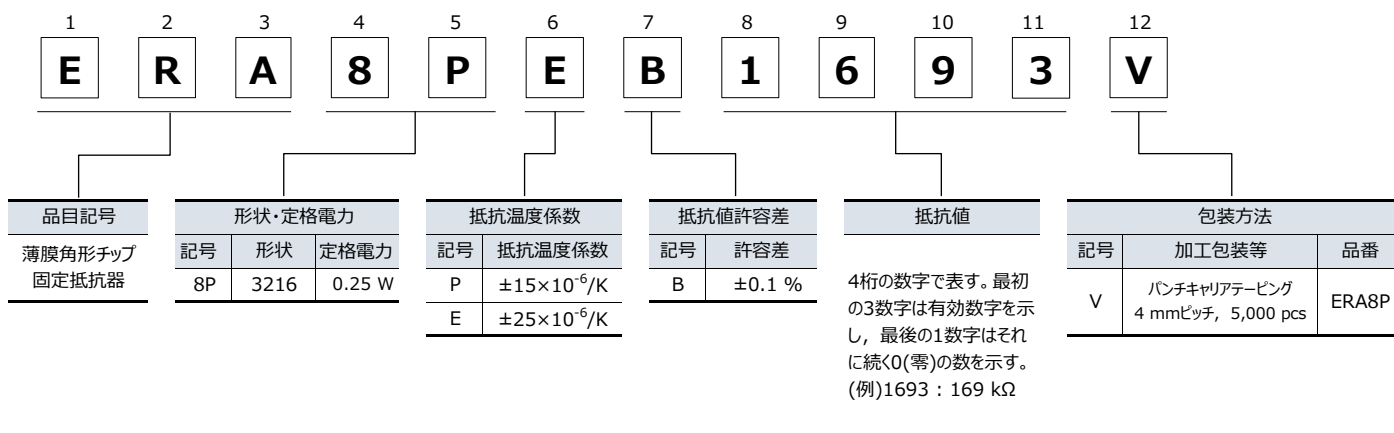 1 2 3 4 5 6 7 8 9 10 11 12
E R A 8 P E B 1 6 9 3 V
品目記号
薄膜角形チップ
固定抵抗器
形状・定格電力
記号 形状 定格電力
8P 3216 0.25 W
抵抗温度係数
記号 抵抗温度係数
P ±15×10⁻⁶/K
E ±25×10⁻⁶/K
抵抗値許容差
記号 許容差
B ±0.1 %
抵抗値
4桁の数字で表す。最初
の3数字は有効数字を示
し, 最後の1数字はそれ
に続く0(零)の数を示す。
(例)1693 : 169 kΩ
包装方法
記号 加工包装等 品番
V パンチキャリアテーピング
4 mmピッチ, 5,000 pcs ERA8P